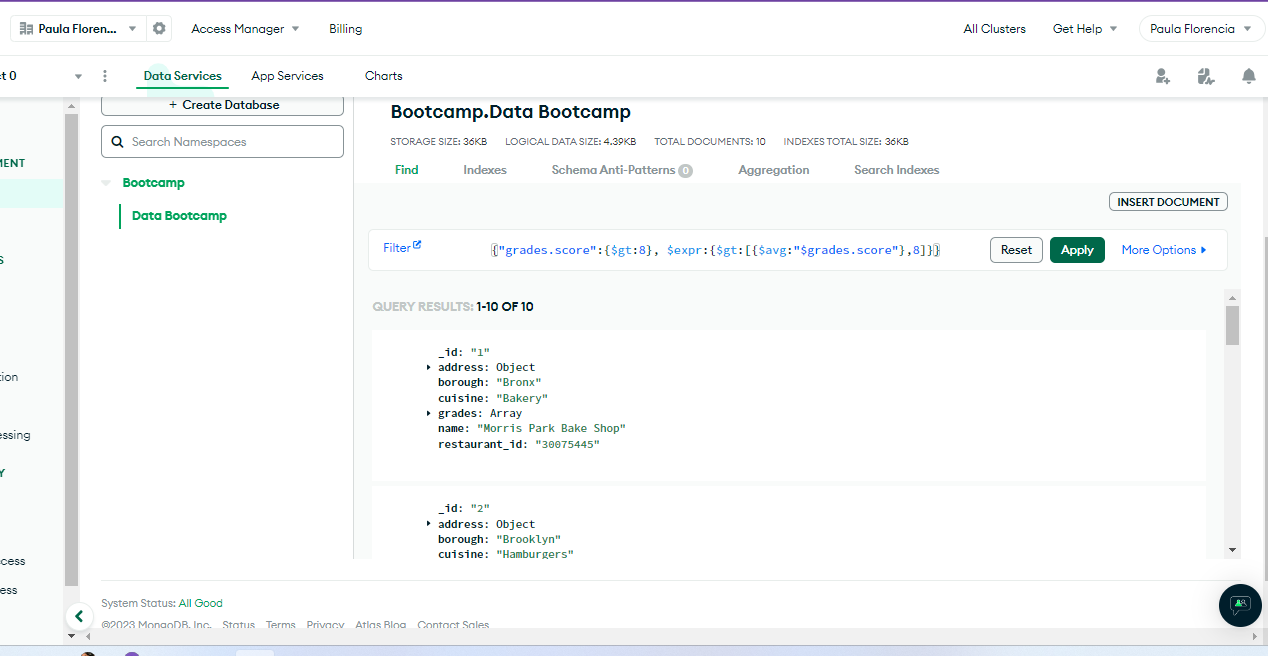 Paula Floren... Access Manager Billing All Clusters Get Help Paula Florencia
t 0 Data Services App Services Charts
+ Create Database
Bootcamp.Data Bootcamp
Search Namespaces
STORAGE SIZE: 36KB LOGICAL DATA SIZE: 4.39KB TOTAL DOCUMENTS: 10 INDEXES TOTAL SIZE: 36KB
MENT
Find Indexes Schema Anti-Patterns 0 Aggregation Search Indexes
Bootcamp
Data Bootcamp
INSERT DOCUMENT
Filter {"grades.score":{$gt:8}, $expr:{$gt:[{$avg:"$grades.score"},8]}} Reset Apply More Options
S
QUERY RESULTS: 1-10 OF 10
_id: "1"
address: Object
borough: "Bronx"
cuisine: "Bakery"
grades: Array
name: "Morris Park Bake Shop"
restaurant_id: "30075445"
tion
essing
Y
_id: "2"
address: Object
borough: "Brooklyn"
cuisine: "Hamburgers"
ccess
ess
System Status: All Good
©2023 MongoDB, Inc. Status Terms Privacy Atlas Blog Contact Sales